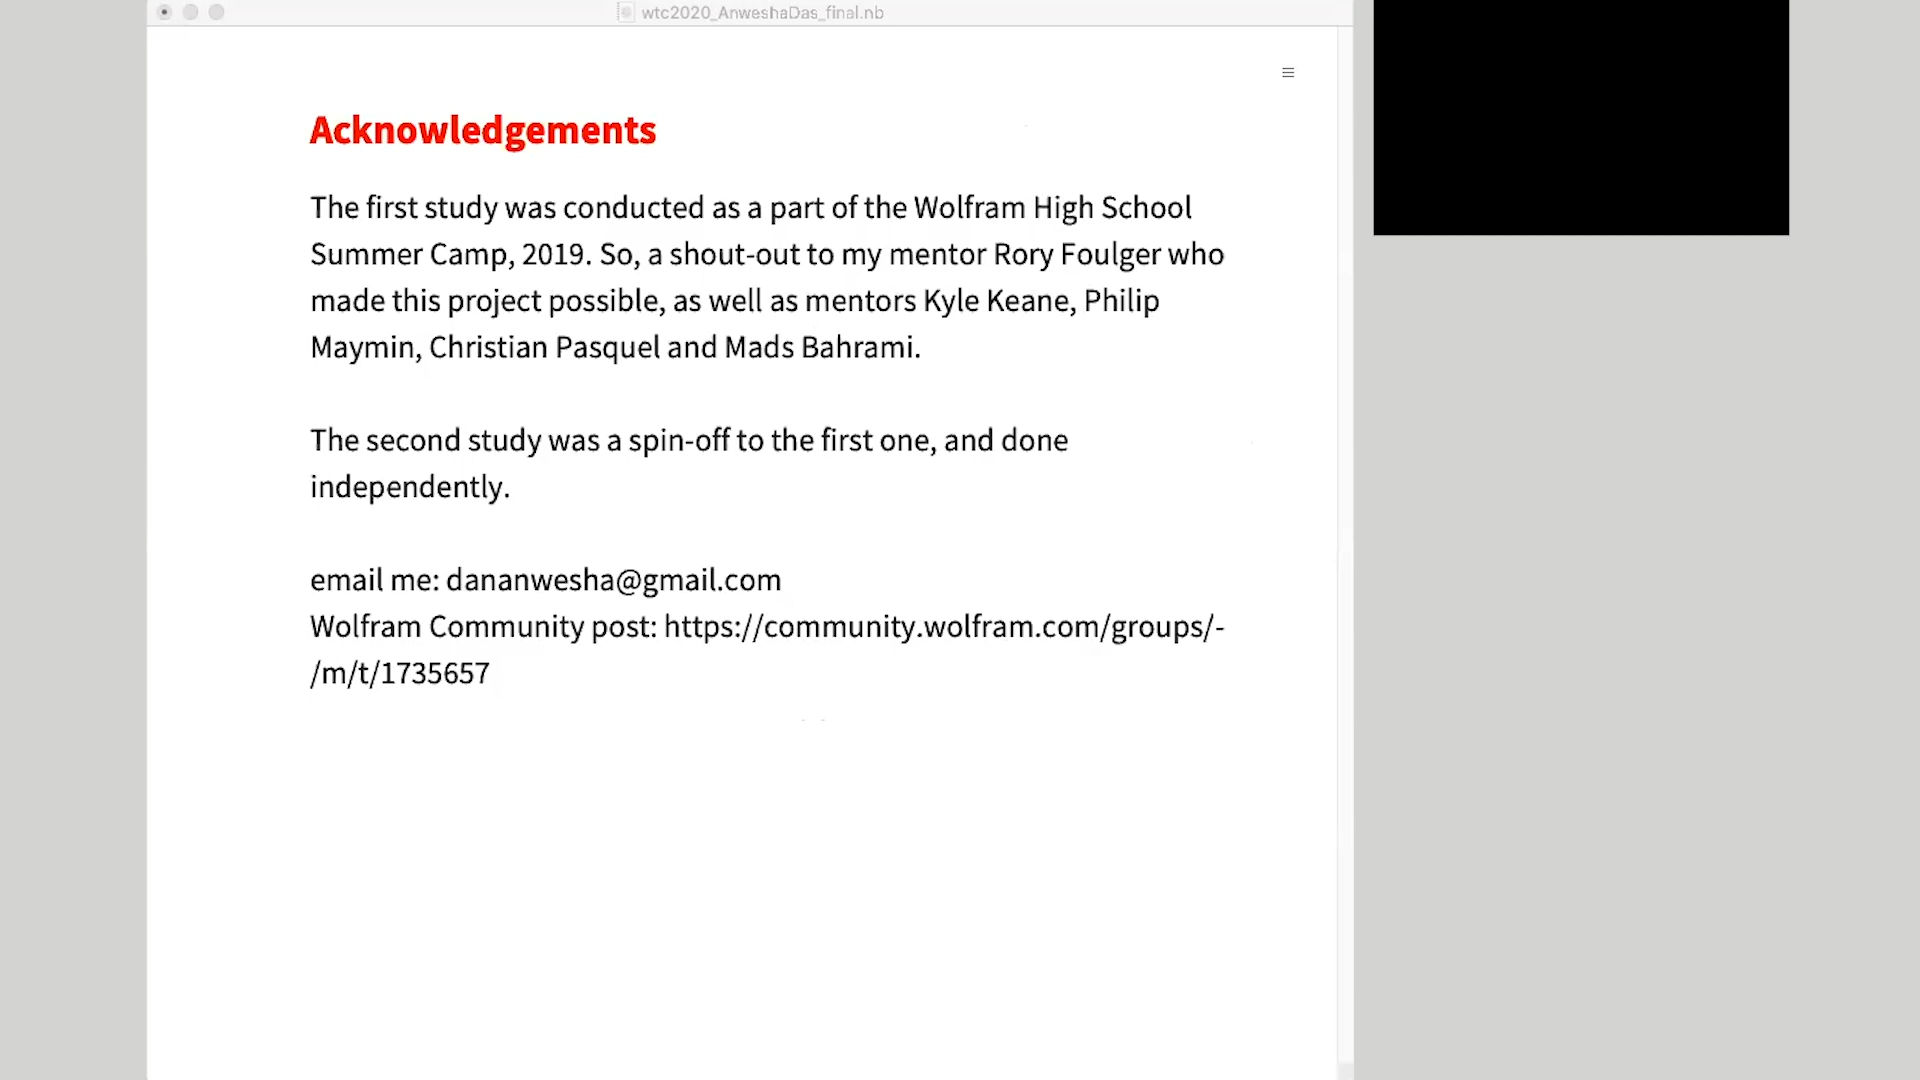 wtc2020_AnweshaDas_final.nb
Acknowledgements
The first study was conducted as a part of the Wolfram High School
Summer Camp, 2019. So, a shout-out to my mentor Rory Foulger who
made this project possible, as well as mentors Kyle Keane, Philip
Maymin, Christian Pasquel and Mads Bahrami.
The second study was a spin-off to the first one, and done
independently.
email me: dananwesha@gmail.com
Wolfram Community post: https://community.wolfram.com/groups/-
/m/t/1735657